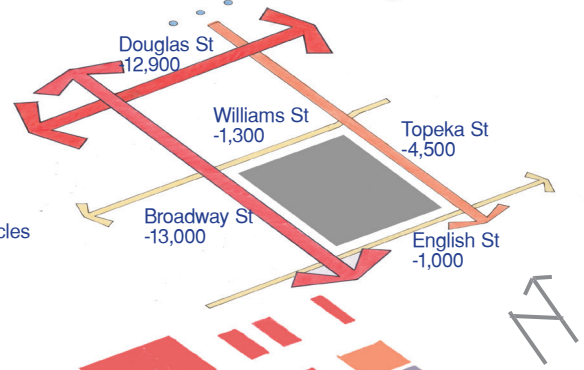 Douglas St
-12,900
Williams St
-1,300
Topeka St
-4,500
Broadway St
-13,000
cles
English St
-1,000
N